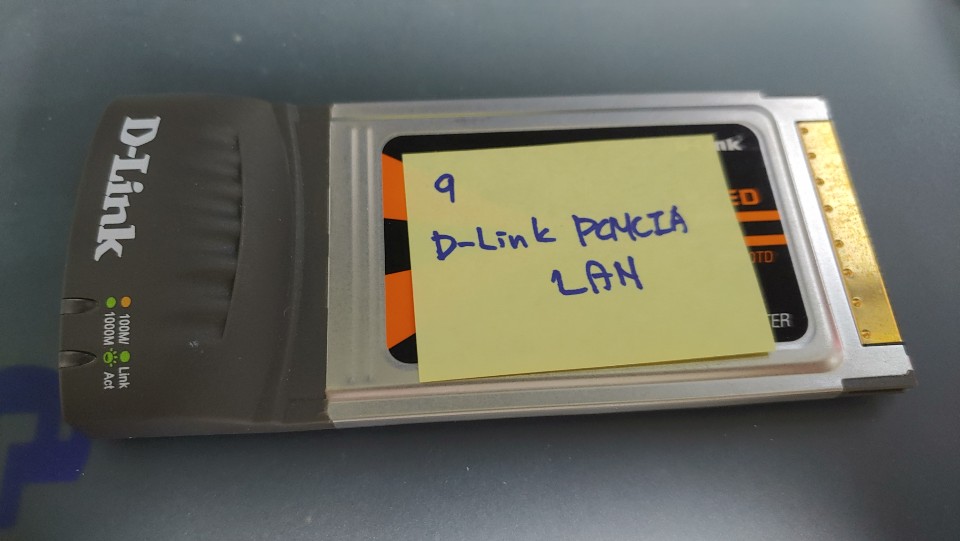 D-Link
100M/
1000M
Link
Act
9
D-Link PCMCIA
LAN